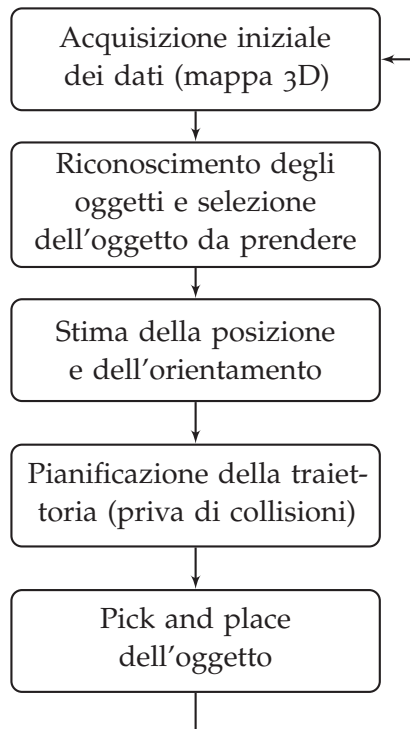 Acquisizione iniziale
dei dati (mappa 3D)
Riconoscimento degli
oggetti e selezione
dell'oggetto da prendere
Stima della posizione
e dell'orientamento
Pianificazione della traiet-
toria (priva di collisioni)
Pick and place
dell'oggetto